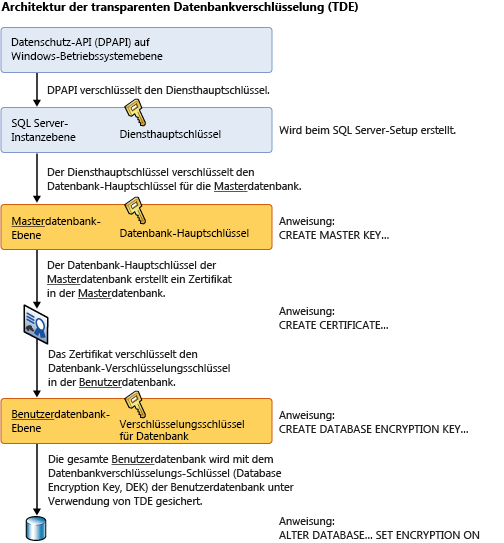 Architektur der transparenten Datenbankverschlüsselung (TDE)
Datenschutz-API (DPAPI) auf
Windows-Betriebssystemebene
DPAPI verschlüsselt den Diensthauptschlüssel.
SQL Server-
Instanzebene
Diensthauptschlüssel
Wird beim SQL Server-Setup erstellt.
Der Diensthauptschlüssel verschlüsselt den
Datenbank-Hauptschlüssel für die Masterdatenbank.
Masterdatenbank-
Ebene
Datenbank-Hauptschlüssel
Anweisung:
CREATE MASTER KEY...
Der Datenbank-Hauptschlüssel der
Masterdatenbank erstellt ein Zertifikat
in der Masterdatenbank.
Anweisung:
CREATE CERTIFICATE...
Das Zertifikat verschlüsselt den
Datenbank-Verschlüsselungsschlüssel
in der Benutzerdatenbank.
Benutzerdatenbank-
Ebene
Verschlüsselungsschlüssel
für Datenbank
Anweisung:
CREATE DATABASE ENCRYPTION KEY...
Die gesamte Benutzerdatenbank wird mit dem
Datenbankverschlüsselungs-Schlüssel (Database
Encryption Key, DEK) der Benutzerdatenbank unter
Verwendung von TDE gesichert.
Anweisung:
ALTER DATABASE... SET ENCRYPTION ON